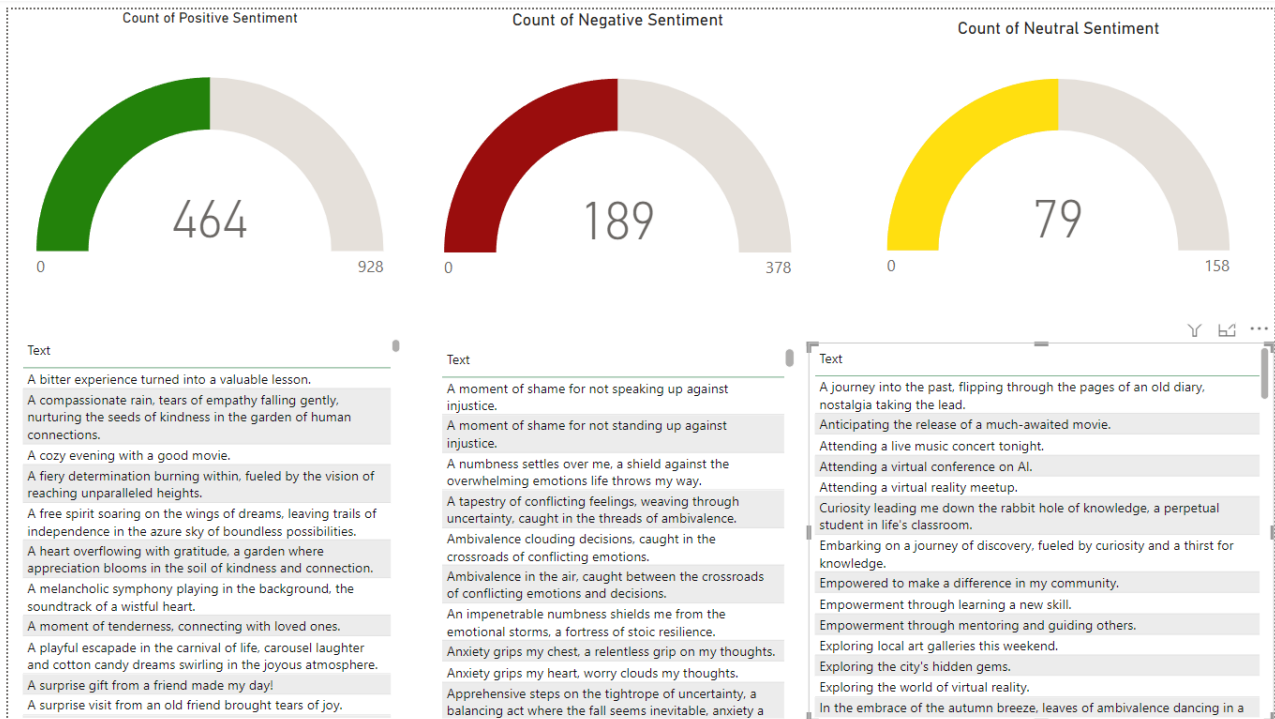 Count of Positive Sentiment
464
0
928
Count of Negative Sentiment
189
0
378
Count of Neutral Sentiment
79
0
158
Text
A bitter experience turned into a valuable lesson.
A compassionate rain, tears of empathy falling gently,
nurturing the seeds of kindness in the garden of human
connections.
A cozy evening with a good movie.
A fiery determination burning within, fueled by the vision of
reaching unparalleled heights.
A free spirit soaring on the wings of dreams, leaving trails of
independence in the azure sky of boundless possibilities.
A heart overflowing with gratitude, a garden where
appreciation blooms in the soil of kindness and connection.
A melancholic symphony playing in the background, the
soundtrack of a wistful heart.
A moment of tenderness, connecting with loved ones.
A playful escapade in the carnival of life, carousel laughter
and cotton candy dreams swirling in the joyous atmosphere.
A surprise gift from a friend made my day!
A surprise visit from an old friend brought tears of joy.
Text
A moment of shame for not speaking up against
injustice.
A moment of shame for not standing up against
injustice.
A numbness settles over me, a shield against the
overwhelming emotions life throws my way.
A tapestry of conflicting feelings, weaving through
uncertainty, caught in the threads of ambivalence.
Ambivalence clouding decisions, caught in the
crossroads of conflicting emotions.
Ambivalence in the air, caught between the crossroads
of conflicting emotions and decisions.
An impenetrable numbness shields me from the
emotional storms, a fortress of stoic resilience.
Anxiety grips my chest, a relentless grip on my thoughts.
Anxiety grips my heart, worry clouds my thoughts.
Apprehensive steps on the tightrope of uncertainty, a
balancing act where the fall seems inevitable, anxiety a
Text
A journey into the past, flipping through the pages of an old diary,
nostalgia taking the lead.
Anticipating the release of a much-awaited movie.
Attending a live music concert tonight.
Attending a virtual conference on AI.
Attending a virtual reality meetup.
Curiosity leading me down the rabbit hole of knowledge, a perpetual
student in life's classroom.
Embarking on a journey of discovery, fueled by curiosity and a thirst for
knowledge.
Empowered to make a difference in my community.
Empowerment through learning a new skill.
Empowerment through mentoring and guiding others.
Exploring local art galleries this weekend.
Exploring the city's hidden gems.
Exploring the world of virtual reality.
In the embrace of the autumn breeze, leaves of ambivalence dancing in a